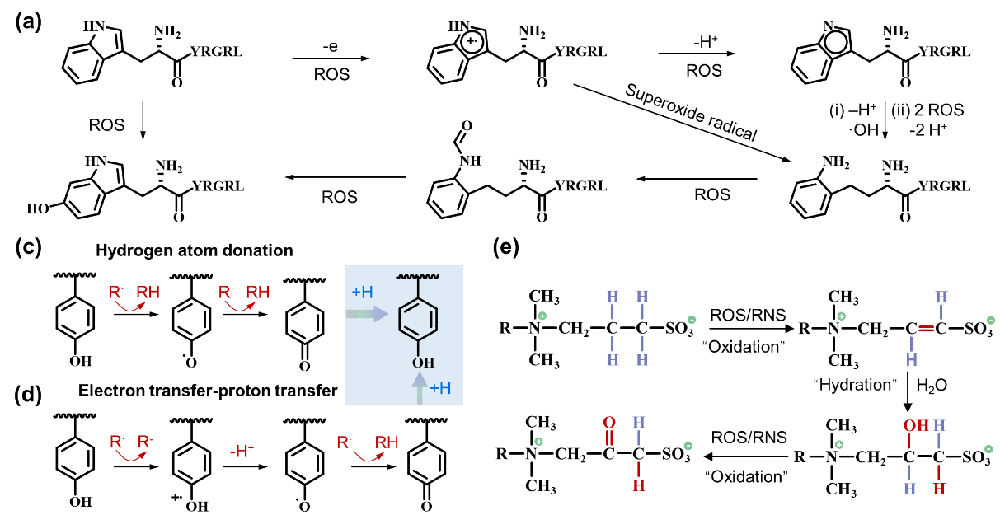 (a)
HN
NH2
YRGRL
O
-e
ROS
HN
+·
NH2
YRGRL
O
-H+
ROS
N
NH2
YRGRL
O
ROS
Superoxide radical
(i) –H+
·OH
(ii) 2 ROS
-2 H+
HN
NH2
YRGRL
HO
O
ROS
O
NH
NH2
YRGRL
O
ROS
NH2
NH2
YRGRL
O
(c)
Hydrogen atom donation
OH
R· RH
·O
R· RH
O
+H
OH
+H
(d)
Electron transfer-proton transfer
OH
R· R-
+·
OH
-H+
·O
R· RH
O
(e)
CH3 H H
R—N—CH2—C—C—SO3
+
-
CH3 H H
ROS/RNS
“Oxidation”
CH3 H
R—N—CH2—C=C—SO3
+
-
CH3 H
“Hydration” H2O
CH3 O H
R—N—CH2—C—C—SO3
+
-
CH3 H
ROS/RNS
“Oxidation”
CH3 OH H
R—N—CH2—C—C—SO3
+
-
CH3 H H